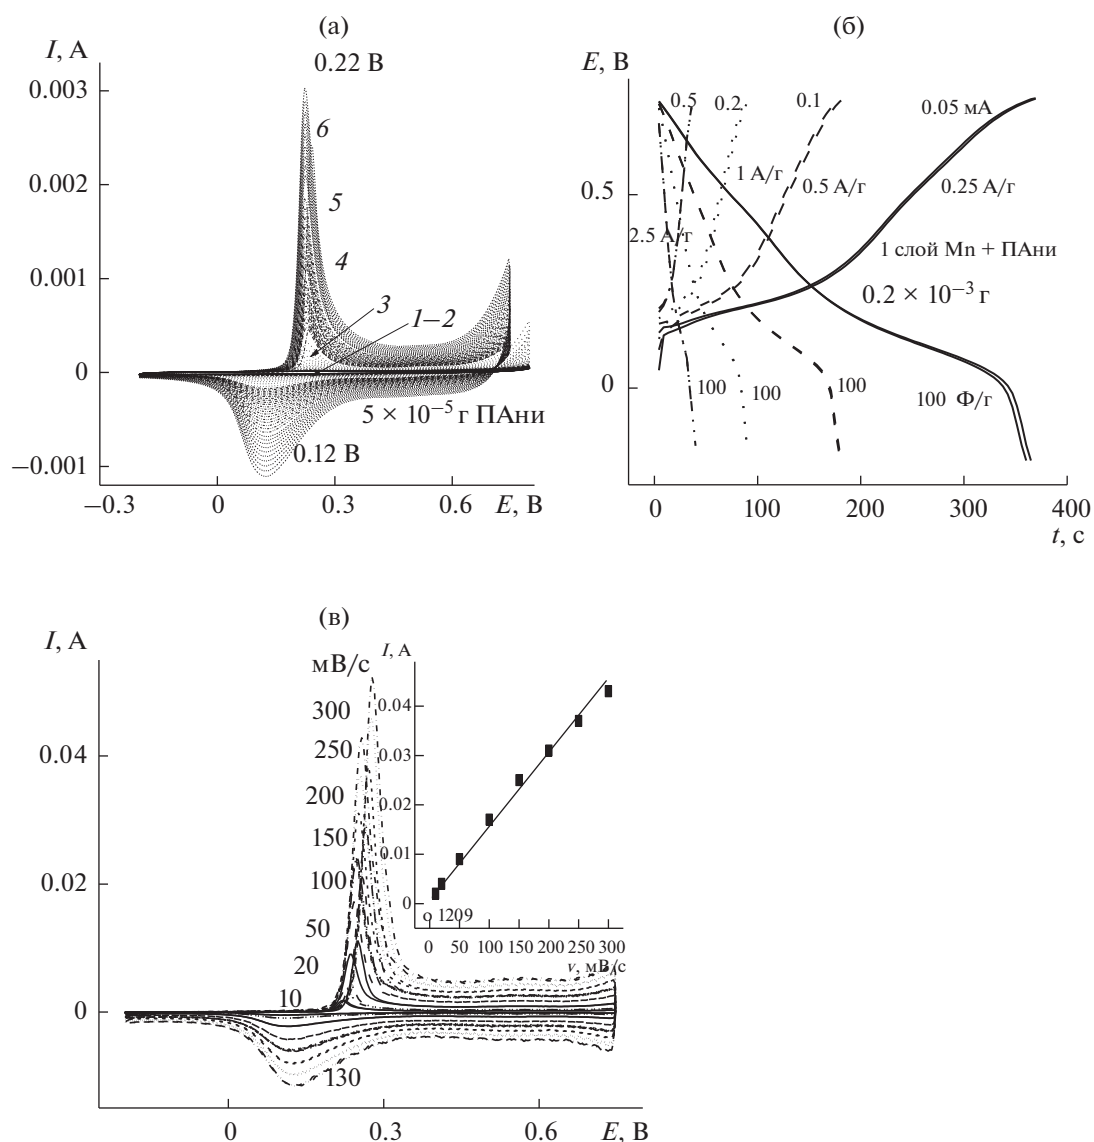 (а)
I, А
0.22 В
0.003
6
0.002
5
4
0.001
3
1–2
0
5 × 10⁻⁵ г ПАни
0.12 В
−0.001
−0.3
0
0.3
0.6
E, В
(б)
E, В
0.5
0.2
0.1
0.05 мА
1 А/г
0.5 А/г
0.25 А/г
0.5
2.5 А/г
1 слой Mn + ПАни
0.2 × 10⁻³ г
0
100
100
100
100 Ф/г
0
100
200
300
400
t, с
(в)
I, А
мВ/с
300
250
200
150
100
50
20
10
0.04
0.02
0
130
0
0.3
0.6
E, В
I, А
0.04
0.03
0.02
0.01
0
o 1209
0
50
100
150
200
250
300
v, мВ/с